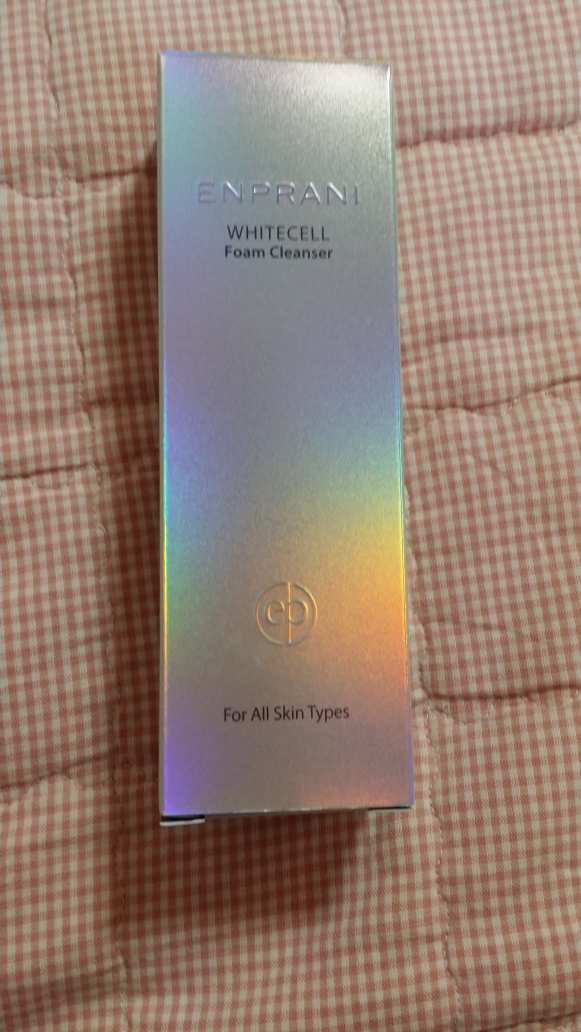 ENPRANI
WHITECELL
Foam Cleanser
ep
For All Skin Types